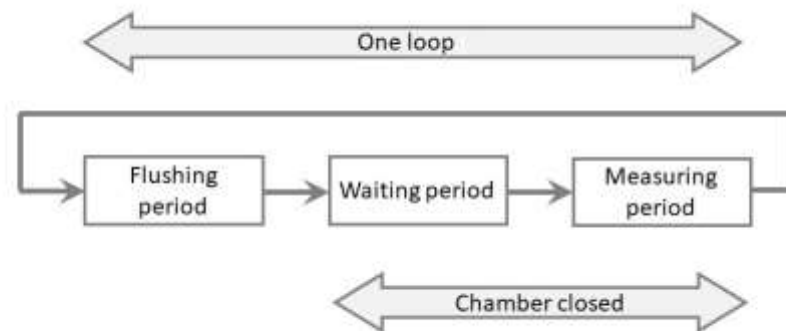 One loop
Flushing
period
Waiting period
Measuring
period
Chamber closed